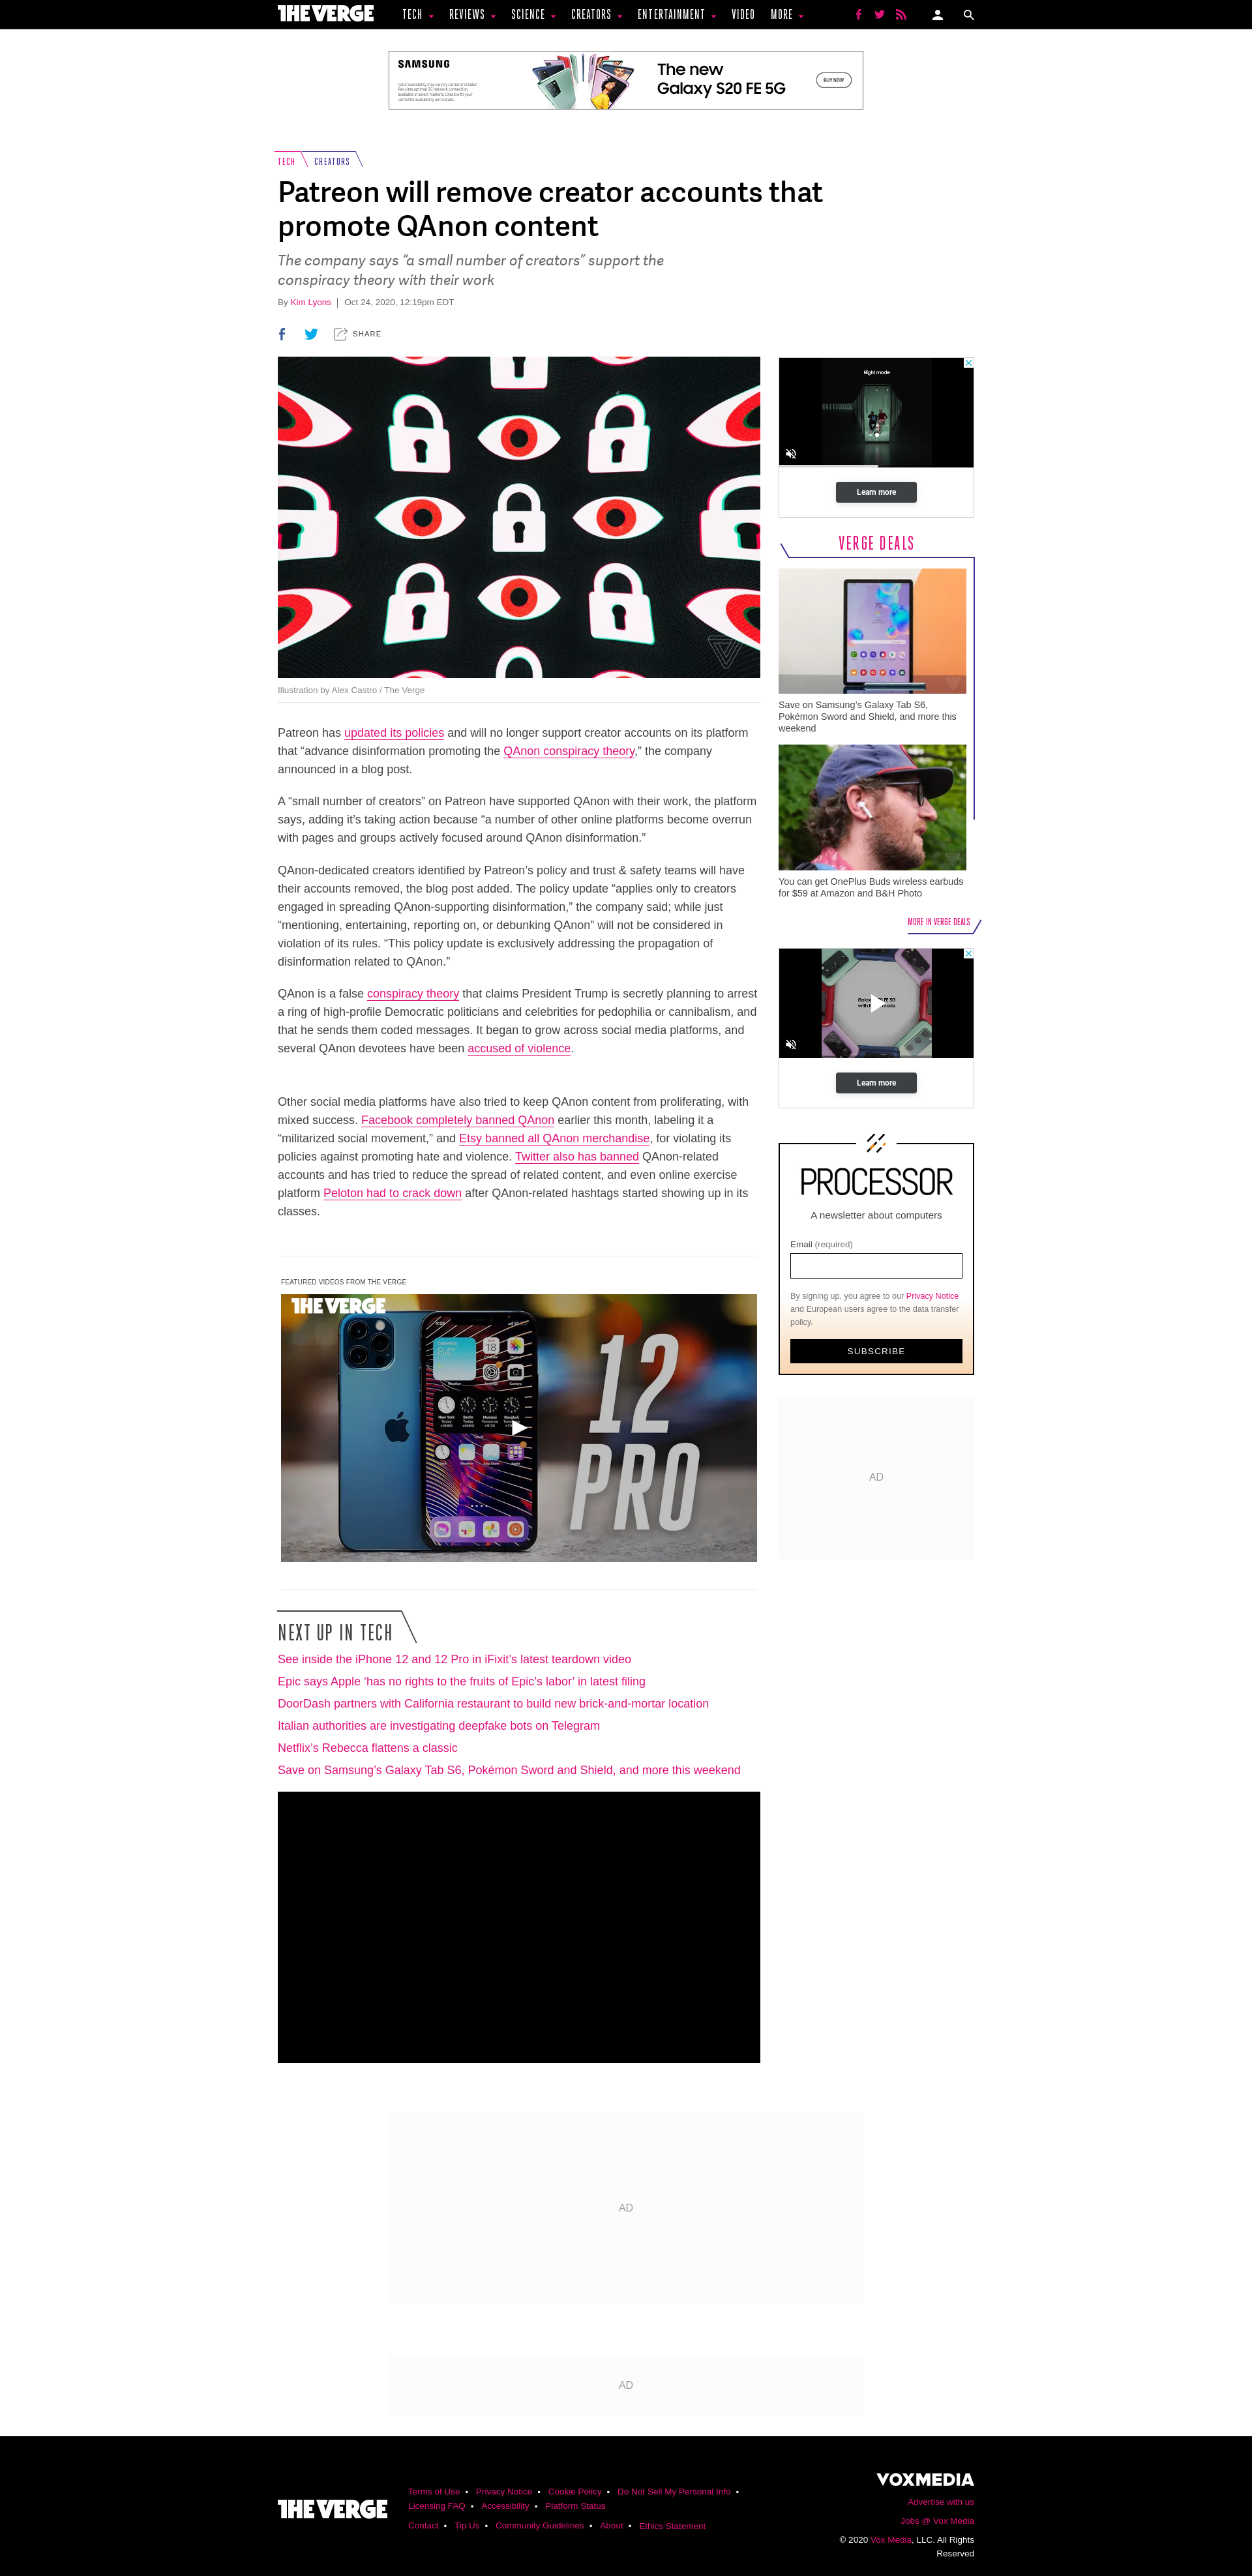 THE VERGE
TECH
REVIEWS
SCIENCE
CREATORS
ENTERTAINMENT
VIDEO
MORE
SAMSUNG
Color availability may vary by carrier or retailer.
Requires optimal 5G network connection,
available in select markets. Check with your
carrier for availability and details.
The new
Galaxy S20 FE 5G
BUY NOW
TECH
CREATORS
Patreon will remove creator accounts that
promote QAnon content
The company says “a small number of creators” support the
conspiracy theory with their work
By Kim Lyons | Oct 24, 2020, 12:19pm EDT
SHARE
Illustration by Alex Castro / The Verge
Patreon has updated its policies and will no longer support creator accounts on its platform
that “advance disinformation promoting the QAnon conspiracy theory,” the company
announced in a blog post.
A “small number of creators” on Patreon have supported QAnon with their work, the platform
says, adding it’s taking action because “a number of other online platforms become overrun
with pages and groups actively focused around QAnon disinformation.”
QAnon-dedicated creators identified by Patreon’s policy and trust & safety teams will have
their accounts removed, the blog post added. The policy update “applies only to creators
engaged in spreading QAnon-supporting disinformation,” the company said; while just
“mentioning, entertaining, reporting on, or debunking QAnon” will not be considered in
violation of its rules. “This policy update is exclusively addressing the propagation of
disinformation related to QAnon.”
QAnon is a false conspiracy theory that claims President Trump is secretly planning to arrest
a ring of high-profile Democratic politicians and celebrities for pedophilia or cannibalism, and
that he sends them coded messages. It began to grow across social media platforms, and
several QAnon devotees have been accused of violence.
Other social media platforms have also tried to keep QAnon content from proliferating, with
mixed success. Facebook completely banned QAnon earlier this month, labeling it a
“militarized social movement,” and Etsy banned all QAnon merchandise, for violating its
policies against promoting hate and violence. Twitter also has banned QAnon-related
accounts and has tried to reduce the spread of related content, and even online exercise
platform Peloton had to crack down after QAnon-related hashtags started showing up in its
classes.
FEATURED VIDEOS FROM THE VERGE
THE VERGE
12
PRO
NEXT UP IN TECH
See inside the iPhone 12 and 12 Pro in iFixit’s latest teardown video
Epic says Apple ‘has no rights to the fruits of Epic’s labor’ in latest filing
DoorDash partners with California restaurant to build new brick-and-mortar location
Italian authorities are investigating deepfake bots on Telegram
Netflix’s Rebecca flattens a classic
Save on Samsung’s Galaxy Tab S6, Pokémon Sword and Shield, and more this weekend
Night mode
Learn more
VERGE DEALS
Save on Samsung’s Galaxy Tab S6,
Pokémon Sword and Shield, and more this
weekend
You can get OnePlus Buds wireless earbuds
for $59 at Amazon and B&H Photo
MORE IN VERGE DEALS
Learn more
PROCESSOR
A newsletter about computers
Email (required)
By signing up, you agree to our Privacy Notice
and European users agree to the data transfer
policy.
SUBSCRIBE
AD
AD
AD
THE VERGE
Terms of Use • Privacy Notice • Cookie Policy • Do Not Sell My Personal Info •
Licensing FAQ • Accessibility • Platform Status
Contact • Tip Us • Community Guidelines • About • Ethics Statement
VOXMEDIA
Advertise with us
Jobs @ Vox Media
© 2020 Vox Media, LLC. All Rights
Reserved